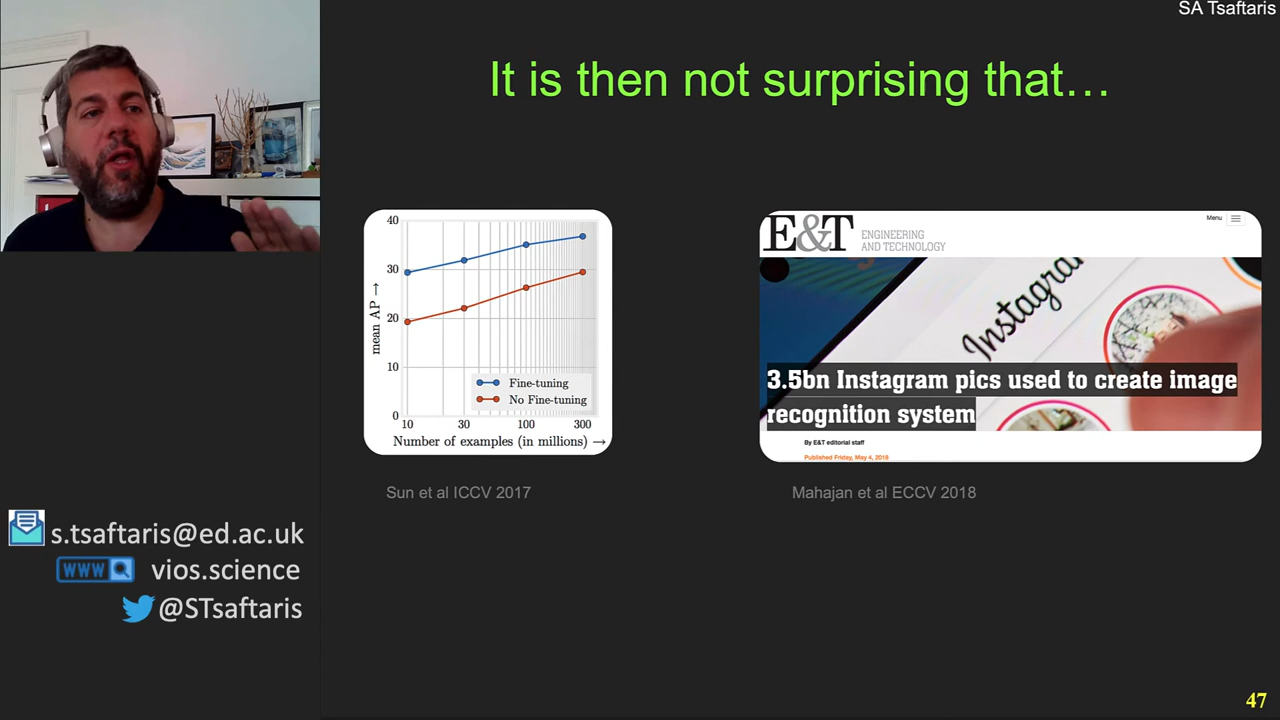 SA Tsaftaris
It is then not surprising that…
40
30
20
10
0
mean AP →
Fine-tuning
No Fine-tuning
10 30 100 300
Number of examples (in millions) →
Sun et al ICCV 2017
E&T ENGINEERING
AND TECHNOLOGY
Menu
Instagram
3.5bn Instagram pics used to create image
recognition system
By E&T editorial staff
Published Friday, May 4, 2018
Mahajan et al ECCV 2018
s.tsaftaris@ed.ac.uk
WWW vios.science
@STsaftaris
47